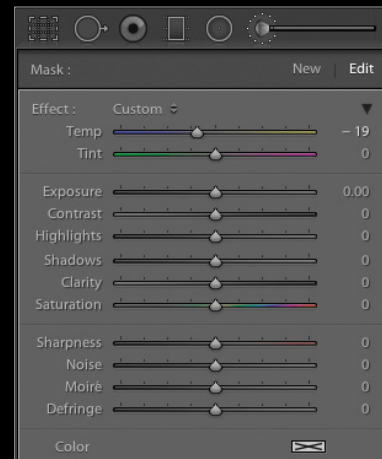 Mask : New | Edit
Effect : Custom
Temp – 19
Tint 0
Exposure 0.00
Contrast 0
Highlights 0
Shadows 0
Clarity 0
Saturation 0
Sharpness 0
Noise 0
Moiré 0
Defringe 0
Color